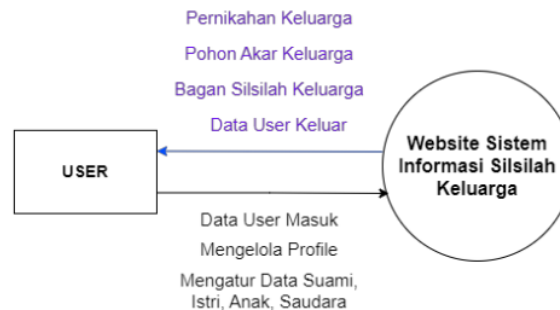 Pernikahan Keluarga
Pohon Akar Keluarga
Bagan Silsilah Keluarga
Data User Keluar
USER
Website Sistem
Informasi Silsilah
Keluarga
Data User Masuk
Mengelola Profile
Mengatur Data Suami,
Istri, Anak, Saudara